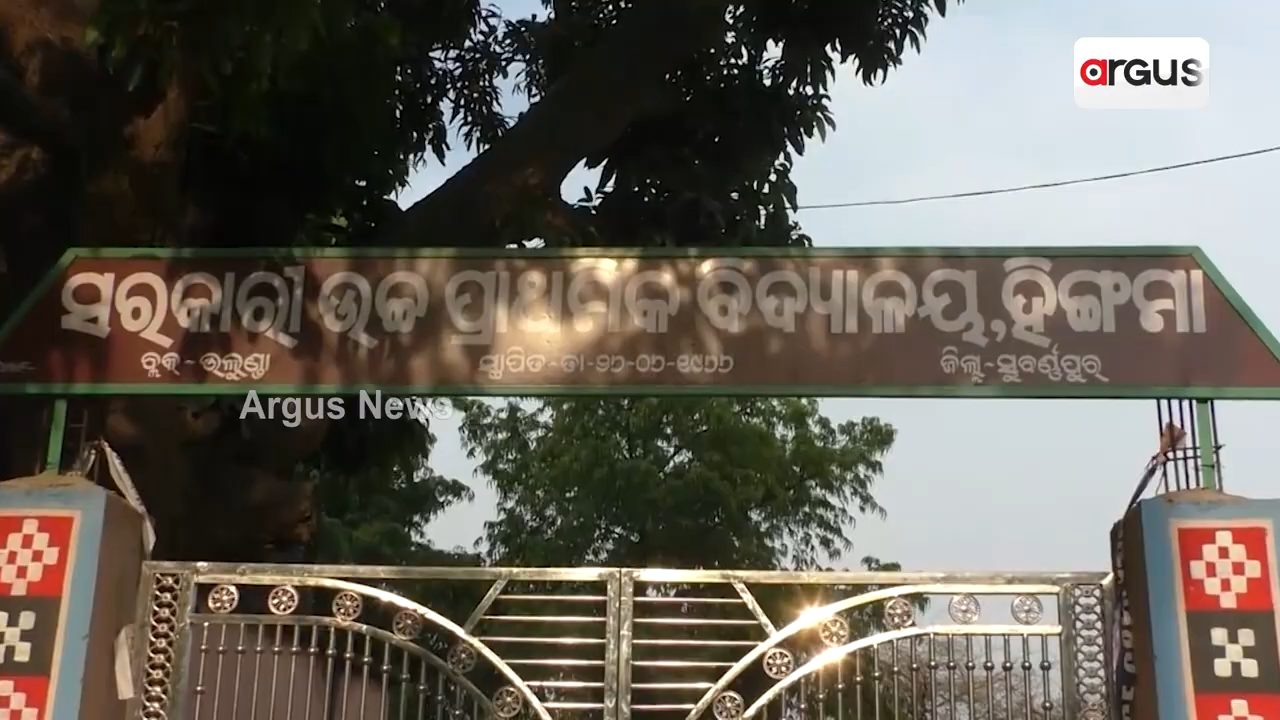 argus
ସରକାରୀ ଉଚ୍ଚ ପ୍ରାଥମିକ ବିଦ୍ୟାଳୟ,ହିଙ୍ଗମା
ବ୍ଲକ-ଉଲୁଣ୍ଡା ସ୍ଥାପିତ-ତା- ଜିଲ୍ଲା-ସୁବର୍ଣ୍ଣପୁର
Argus News